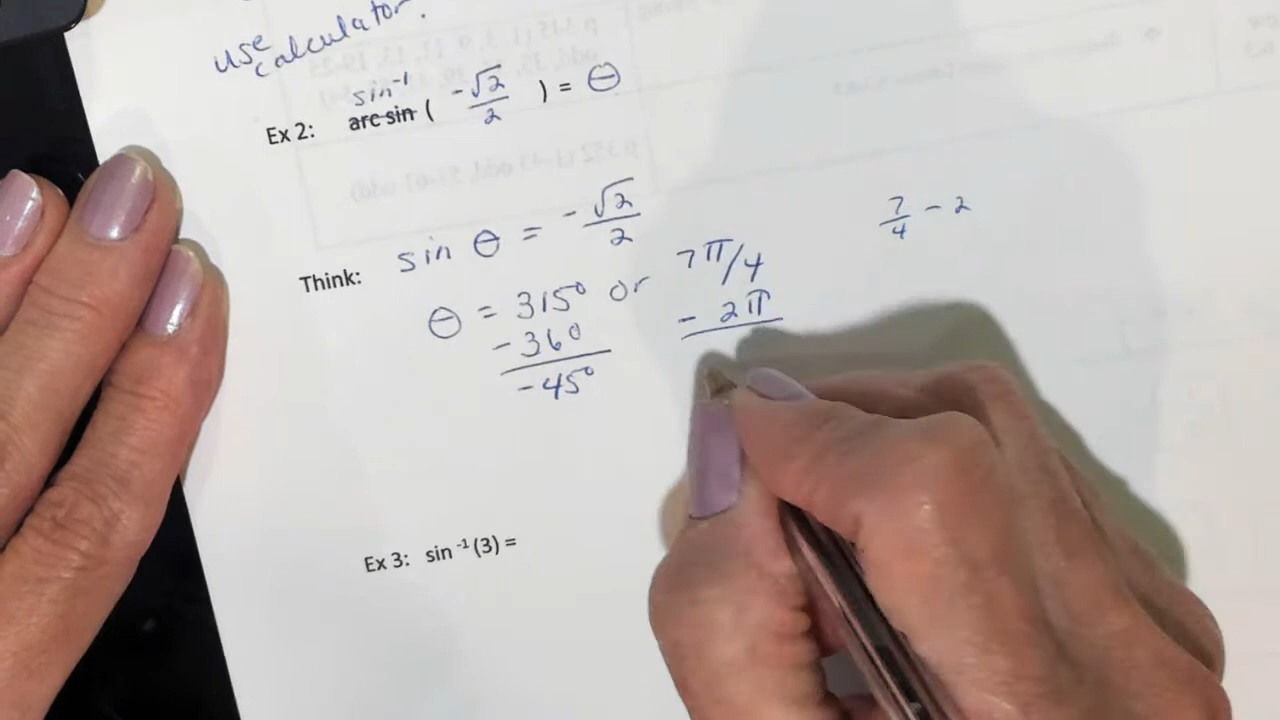 use calculator.
sin⁻¹
Ex 2: arc sin ( -√2/2 ) = θ
Think: sin θ = -√2/2
7/4 - 2
θ = 315° or 7π/4
-360 - 2π
-45°
Ex 3: sin⁻¹(3) =